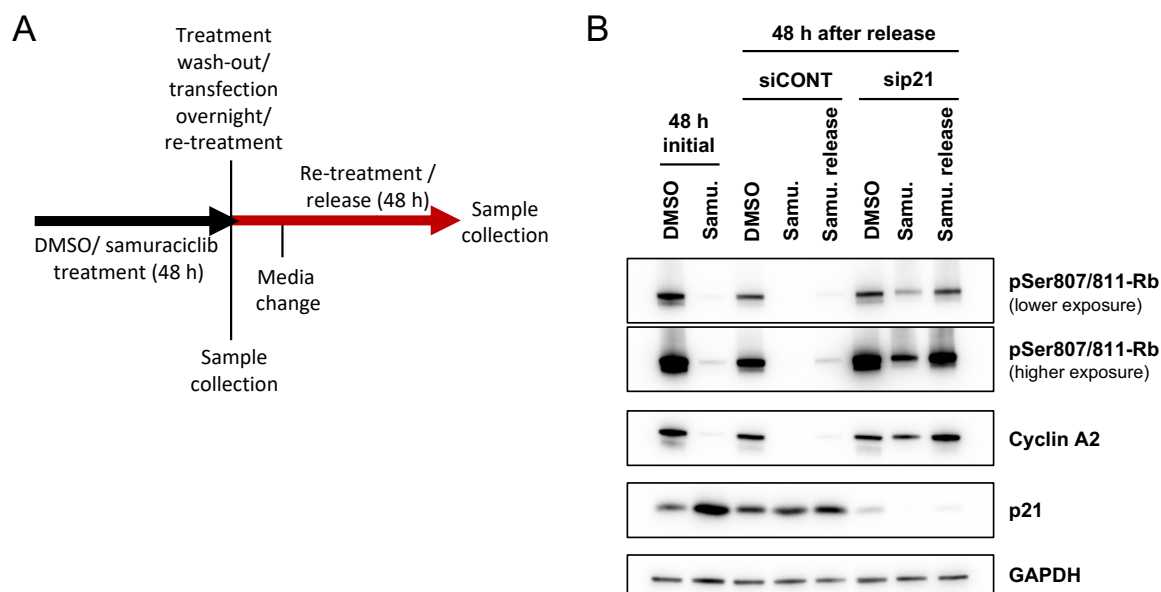 A
Treatment
wash-out/
transfection
overnight/
re-treatment
Re-treatment /
release (48 h)
Sample
collection
DMSO/ samuraciclib
treatment (48 h)
Media
change
Sample
collection
B
48 h after release
siCONT
sip21
48 h
initial
DMSO
Samu.
DMSO
Samu.
Samu. release
DMSO
Samu.
Samu. release
pSer807/811-Rb
(lower exposure)
pSer807/811-Rb
(higher exposure)
Cyclin A2
p21
GAPDH